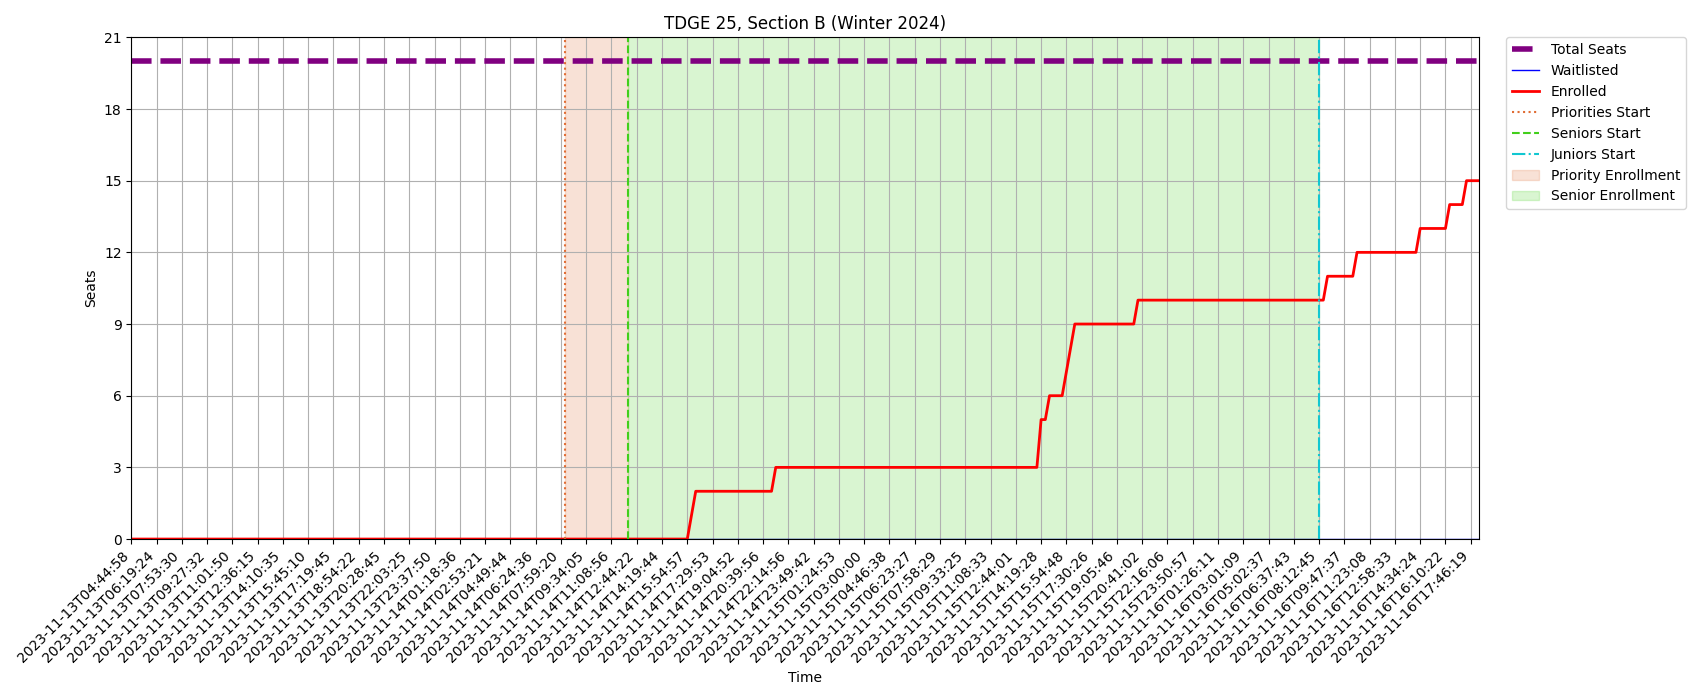 TDGE 25, Section B (Winter 2024)
21
18
15
12
9
6
3
0
Seats
2023-11-13T04:44:58
2023-11-13T06:19:24
2023-11-13T07:53:30
2023-11-13T09:27:32
2023-11-13T11:01:50
2023-11-13T12:36:15
2023-11-13T14:10:35
2023-11-13T15:45:10
2023-11-13T17:19:45
2023-11-13T18:54:22
2023-11-13T20:28:45
2023-11-13T22:03:25
2023-11-13T23:37:50
2023-11-14T01:18:36
2023-11-14T02:53:21
2023-11-14T04:49:44
2023-11-14T06:24:36
2023-11-14T07:59:20
2023-11-14T09:34:05
2023-11-14T11:08:56
2023-11-14T12:44:22
2023-11-14T14:19:44
2023-11-14T15:54:57
2023-11-14T17:29:53
2023-11-14T19:04:52
2023-11-14T20:39:56
2023-11-14T22:14:56
2023-11-14T23:49:42
2023-11-15T01:24:53
2023-11-15T03:00:00
2023-11-15T04:46:38
2023-11-15T06:23:27
2023-11-15T07:58:29
2023-11-15T09:33:25
2023-11-15T11:08:33
2023-11-15T12:44:01
2023-11-15T14:19:28
2023-11-15T15:54:48
2023-11-15T17:30:26
2023-11-15T19:05:46
2023-11-15T20:41:02
2023-11-15T22:16:06
2023-11-15T23:50:57
2023-11-16T01:26:11
2023-11-16T03:01:09
2023-11-16T05:02:37
2023-11-16T06:37:43
2023-11-16T08:12:45
2023-11-16T09:47:37
2023-11-16T11:23:08
2023-11-16T12:58:33
2023-11-16T14:34:24
2023-11-16T16:10:22
2023-11-16T17:46:19
Time
Total Seats
Waitlisted
Enrolled
Priorities Start
Seniors Start
Juniors Start
Priority Enrollment
Senior Enrollment